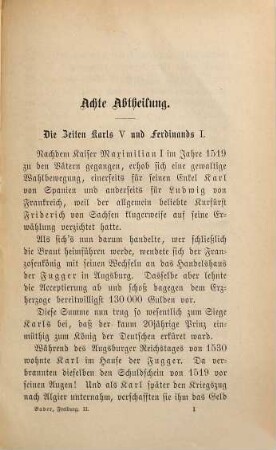 Achte Abtheilung.
Die Zeiten Karls V und Ferdinands I.
Nachdem Kaiser Maximilian I im Jahre 1519
zu den Vätern gegangen, erhob sich eine gewaltige
Wahlbewegung, einerseits für seinen Enkel Karl
von Spanien und anderseits für Ludwig von
Frankreich, weil der allgemein beliebte Kurfürst
Friderich von Sachsen klugerweise auf seine Er-
wählung verzichtet hatte.
Als sich's nun darum handelte, wer schließlich
die Braut heimführen werde, wendete sich der Fran-
zosenkönig mit seinen Wechseln an das Handelshaus
der Fugger in Augsburg. Dasselbe aber lehnte
die Acceptierung ab und schoß dagegen dem Erz-
herzoge bereitwilligst 130 000 Gulden vor.
Diese Summe nun trug so wesentlich zum Siege
Karls bei, daß der kaum 20jährige Prinz ein-
müthig zum König der Deutschen erküret ward.
Während des Augsburger Reichstages von 1530
wohnte Karl im Hause der Fugger. Da ver-
brannten dieselben den Schuldschein von 1519 vor
seinen Augen! Und als Karl später den Kriegszug
nach Algier unternahm, verschafften sie ihm das Geld
Bader, Freiburg. II. 1